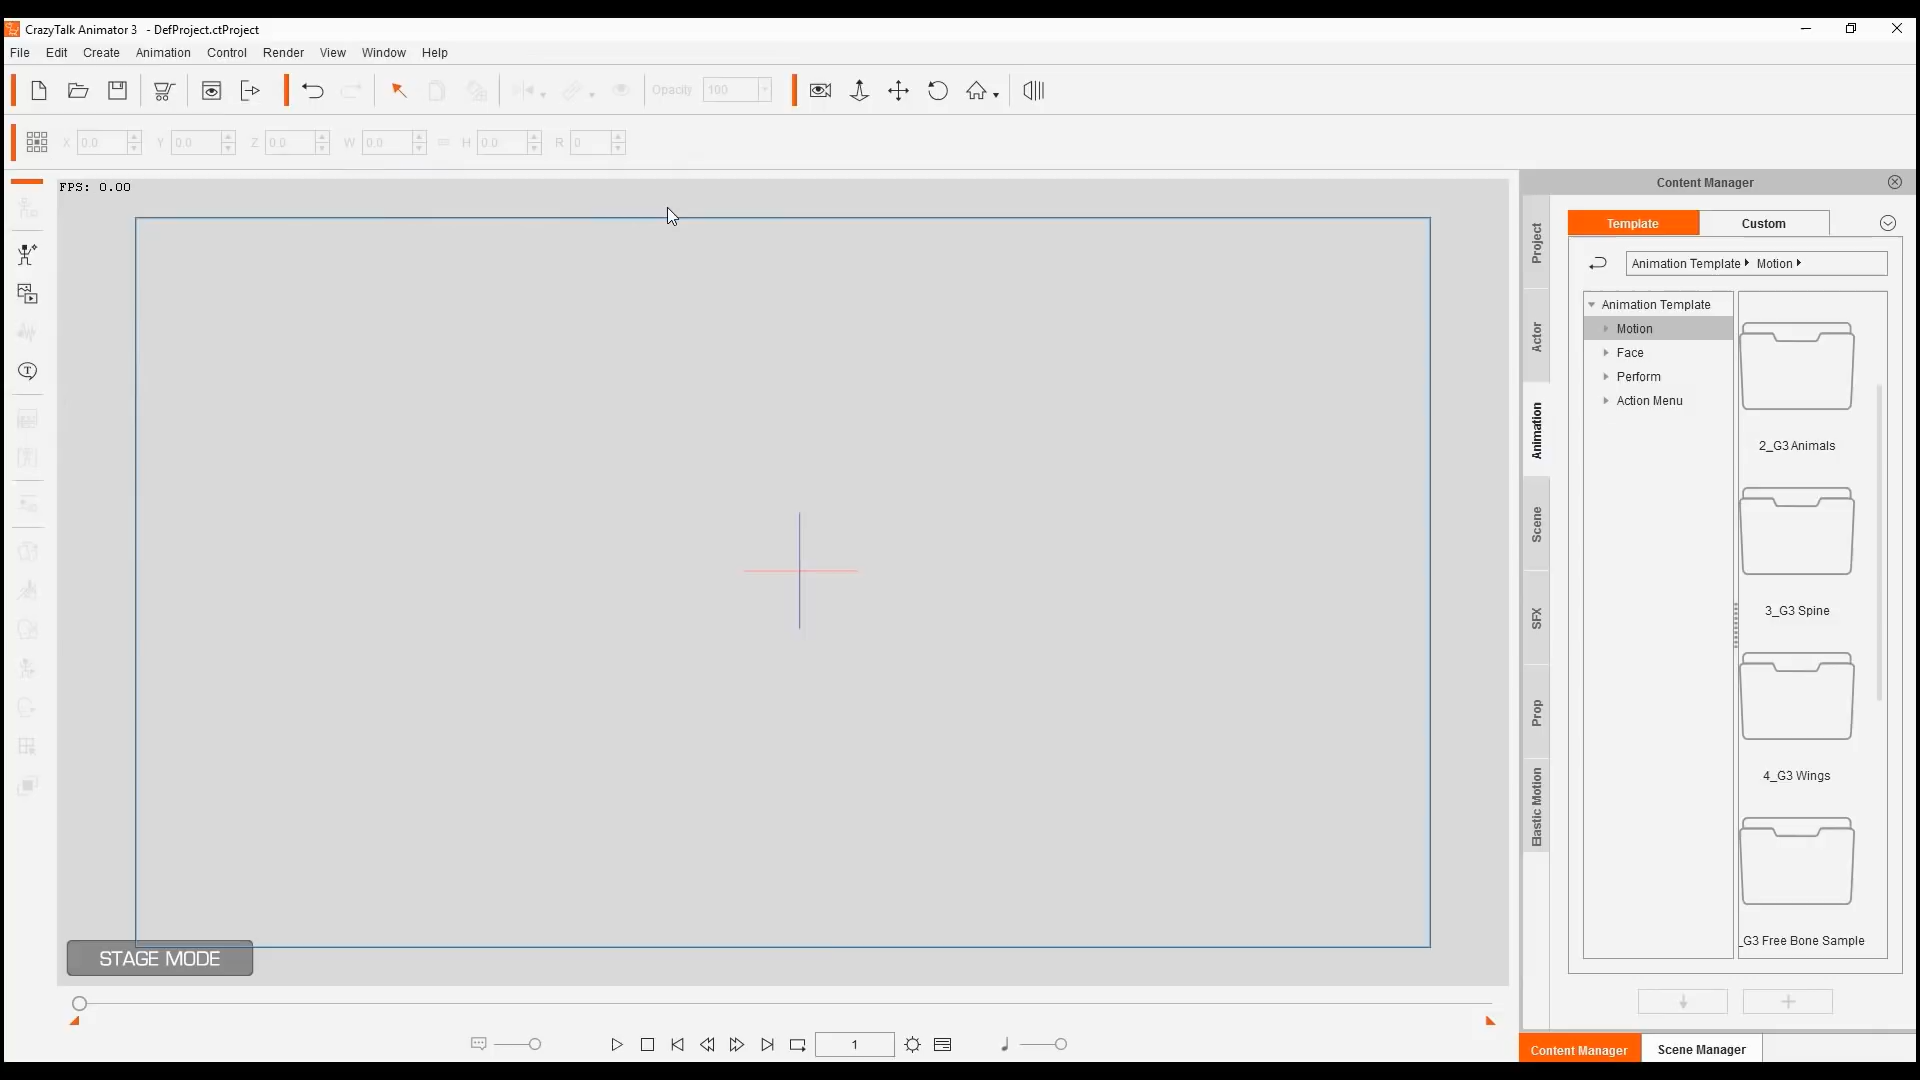 CrazyTalk Animator 3 - DefProject.ctProject
File Edit Create Animation Control Render View Window Help
Opacity 100
X 0.0 Y 0.0 Z 0.0 W 0.0 H 0.0 R 0
FPS: 0.00
STAGE MODE
1
Content Manager
Template Custom
Animation Template Motion
Animation Template
Motion
Face
Perform
Action Menu
2_G3 Animals
3_G3 Spine
4_G3 Wings
_G3 Free Bone Sample
Project
Actor
Animation
Scene
SFX
Prop
Elastic Motion
Content Manager Scene Manager